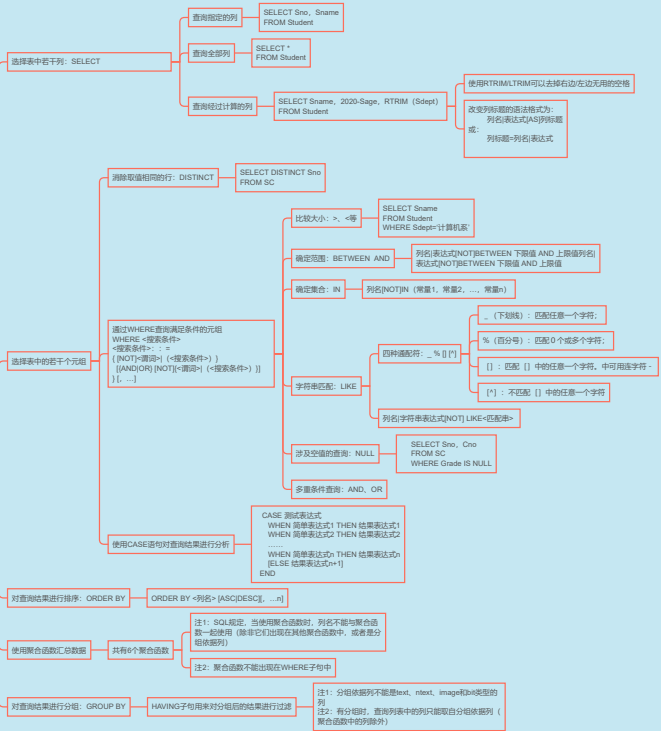 选择表中若干列：SELECT
查询指定的列
SELECT Sno，Sname
FROM Student
查询全部列
SELECT *
FROM Student
查询经过计算的列
SELECT Sname，2020-Sage，RTRIM（Sdept）
FROM Student
使用RTRIM/LTRIM可以去掉右边/左边无用的空格
改变列标题的语法格式为：
列名|表达式[AS]列标题
或：
列标题=列名|表达式
选择表中的若干个元组
消除取值相同的行：DISTINCT
SELECT DISTINCT Sno
FROM SC
通过WHERE查询满足条件的元组
WHERE <搜索条件>
<搜索条件>：：=
{ [NOT]<谓词>|（<搜索条件>）}
[{AND|OR} [NOT]{<谓词>|（<搜索条件>）}]
} [，…]
比较大小：>、<等
SELECT Sname
FROM Student
WHERE Sdept='计算机系'
确定范围：BETWEEN AND
列名|表达式[NOT]BETWEEN 下限值 AND 上限值列名|
表达式[NOT]BETWEEN 下限值 AND 上限值
确定集合：IN
列名[NOT]IN（常量1，常量2，…，常量n）
字符串匹配：LIKE
四种通配符：_ % [] [^]
_ （下划线）：匹配任意一个字符；
%（百分号）：匹配０个或多个字符；
［］：匹配［］中的任意一个字符。中可用连字符 -
［^］：不匹配［］中的任意一个字符
列名|字符串表达式[NOT] LIKE<匹配串>
涉及空值的查询：NULL
SELECT Sno，Cno
FROM SC
WHERE Grade IS NULL
多重条件查询：AND、OR
使用CASE语句对查询结果进行分析
CASE 测试表达式
WHEN 简单表达式1 THEN 结果表达式1
WHEN 简单表达式2 THEN 结果表达式2
……
WHEN 简单表达式n THEN 结果表达式n
[ELSE 结果表达式n+1]
END
对查询结果进行排序：ORDER BY
ORDER BY <列名> [ASC|DESC][，…n]
使用聚合函数汇总数据
共有6个聚合函数
注1：SQL规定，当使用聚合函数时，列名不能与聚合函
数一起使用（除非它们出现在其他聚合函数中，或者是分
组依据列）
注2：聚合函数不能出现在WHERE子句中
对查询结果进行分组：GROUP BY
HAVING子句用来对分组后的结果进行过滤
注1：分组依据列不能是text、ntext、image和bit类型的
列
注2：有分组时，查询列表中的列只能取自分组依据列（
聚合函数中的列除外）